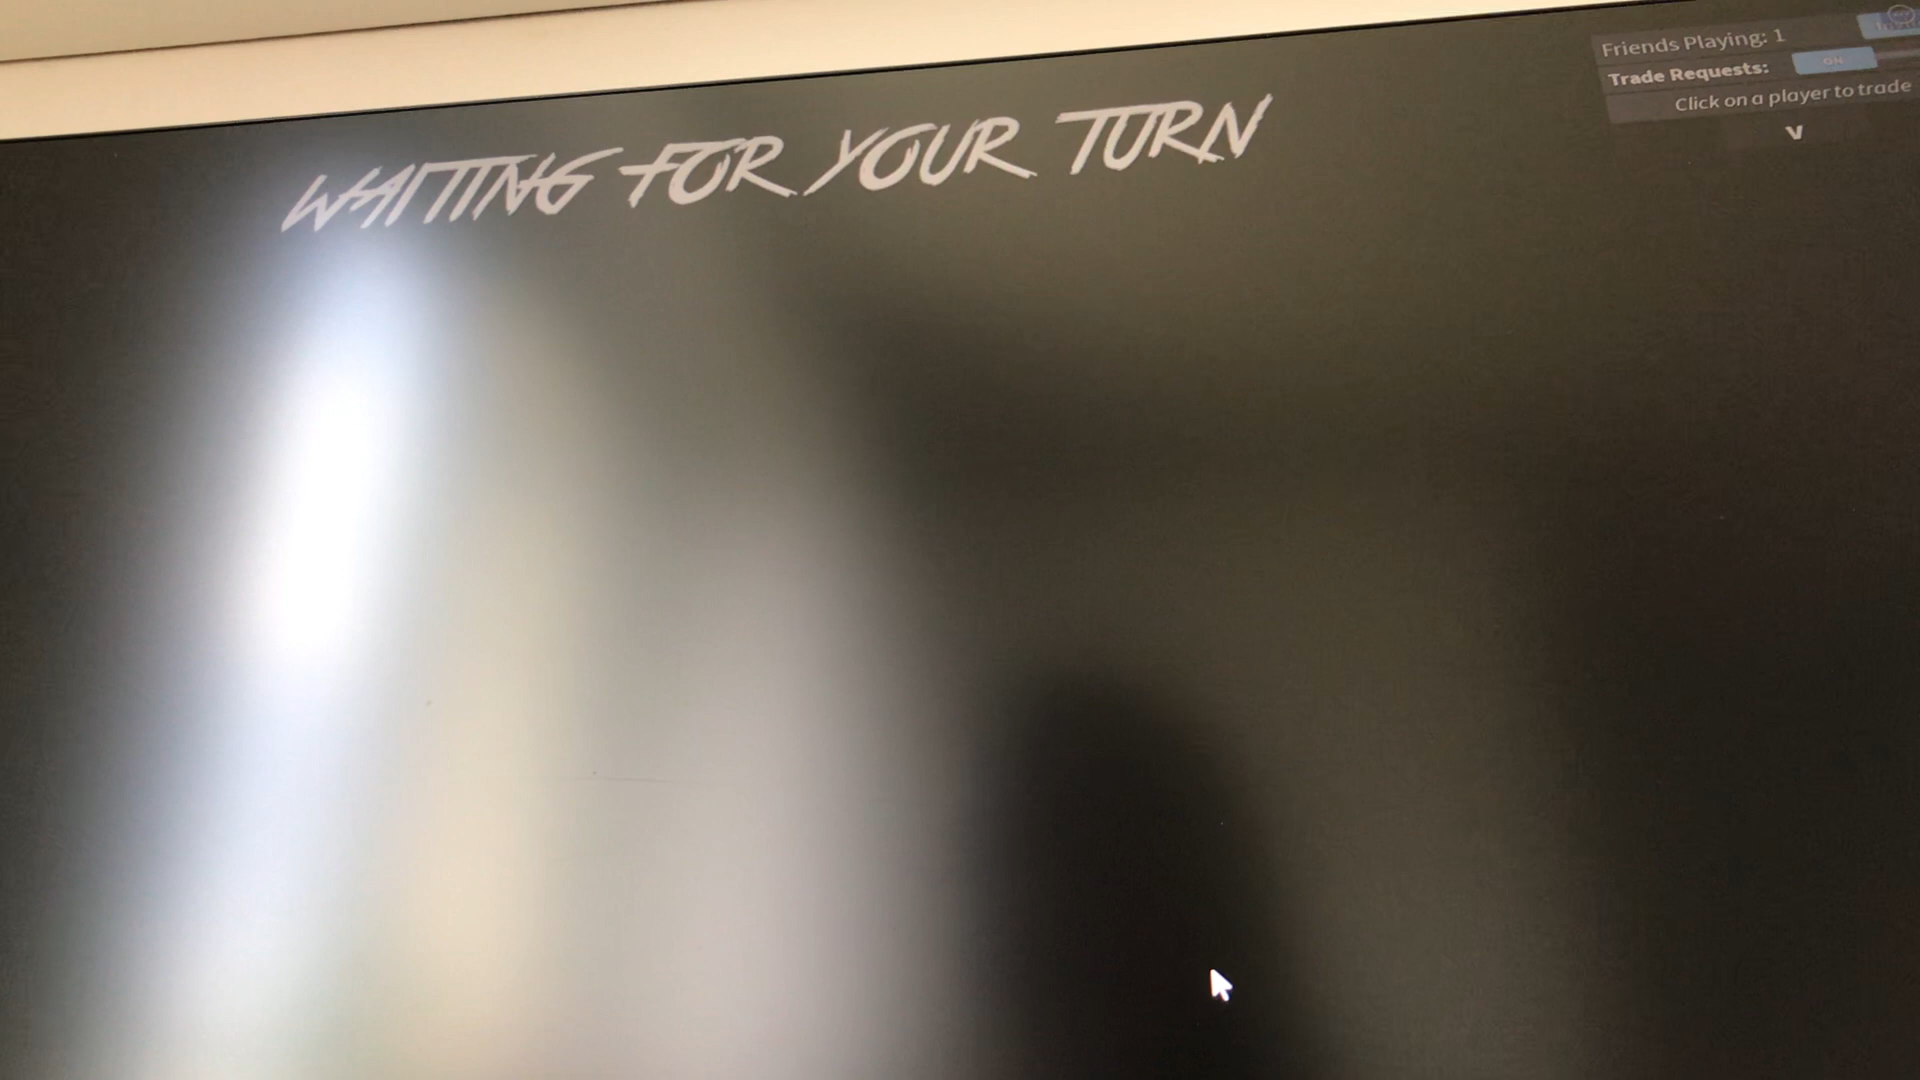 WAITING FOR YOUR TURN
Friends Playing: 1
Trade Requests: ON
Click on a player to trade
V